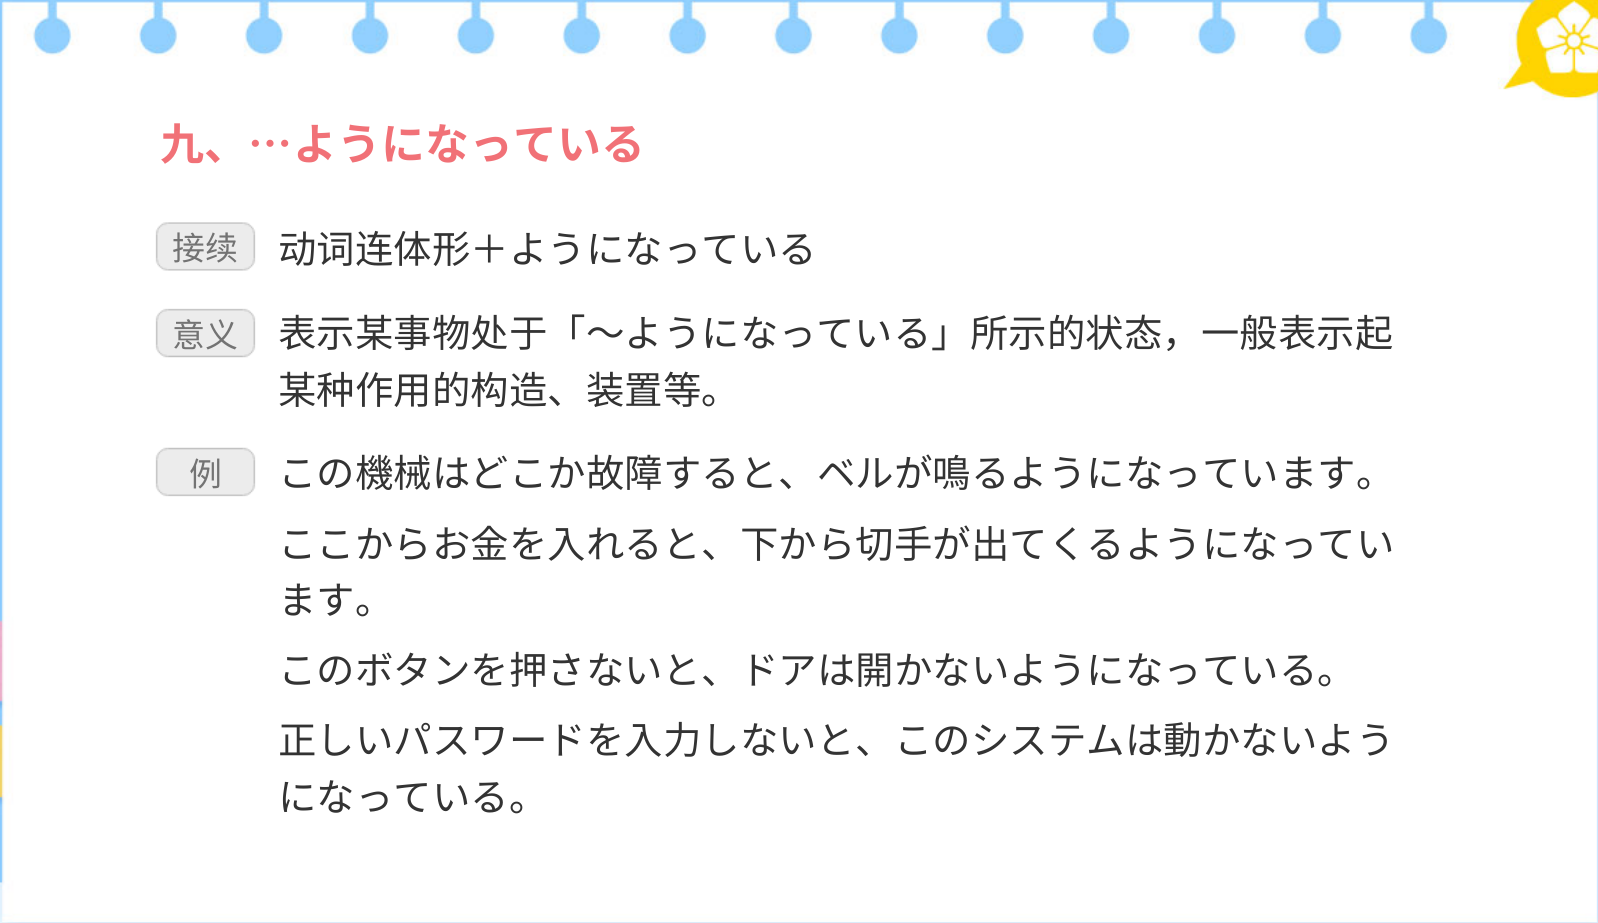 九、…ようになっている
接续 动词连体形＋ようになっている
意义 表示某事物处于「～ようになっている」所示的状态，一般表示起
某种作用的构造、装置等。
例 この機械はどこか故障すると、ベルが鳴るようになっています。
ここからお金を入れると、下から切手が出てくるようになってい
ます。
このボタンを押さないと、ドアは開かないようになっている。
正しいパスワードを入力しないと、このシステムは動かないよう
になっている。